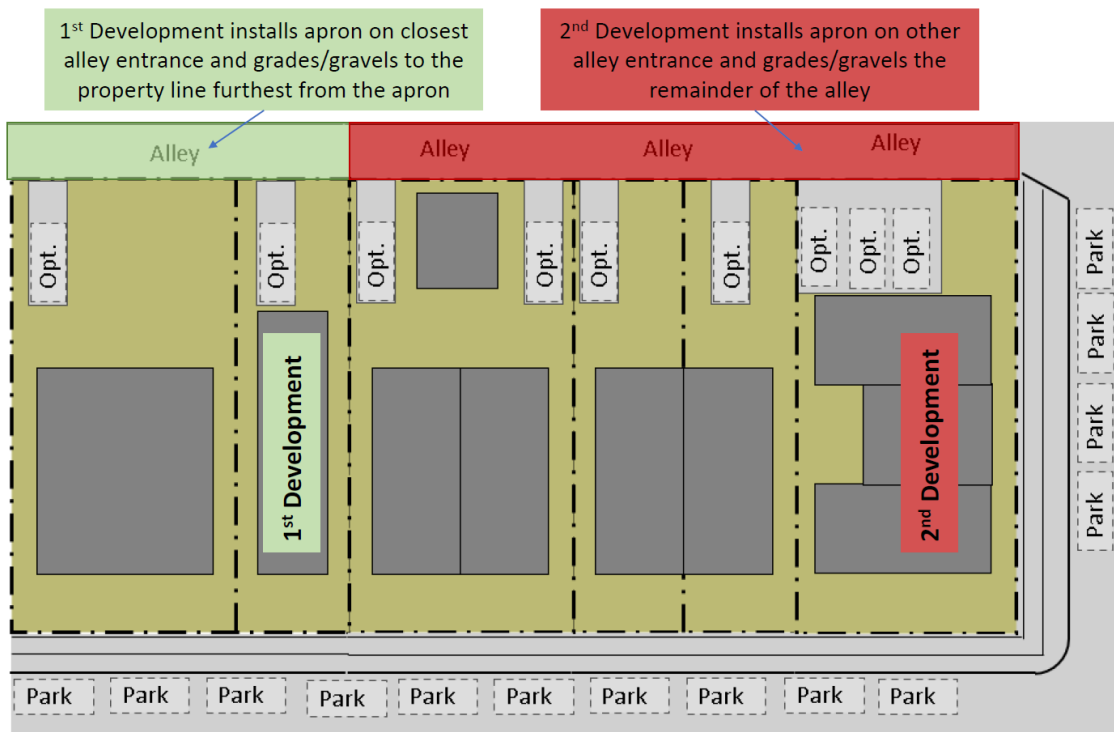 1st Development installs apron on closest
alley entrance and grades/gravels to the
property line furthest from the apron
2nd Development installs apron on other
alley entrance and grades/gravels the
remainder of the alley
Alley
Alley
Alley
Alley
Opt.
Opt.
Opt.
Opt.
Opt.
Opt.
Opt.
Opt.
Opt.
1st Development
2nd Development
Park
Park
Park
Park
Park
Park
Park
Park
Park
Park
Park
Park
Park
Park